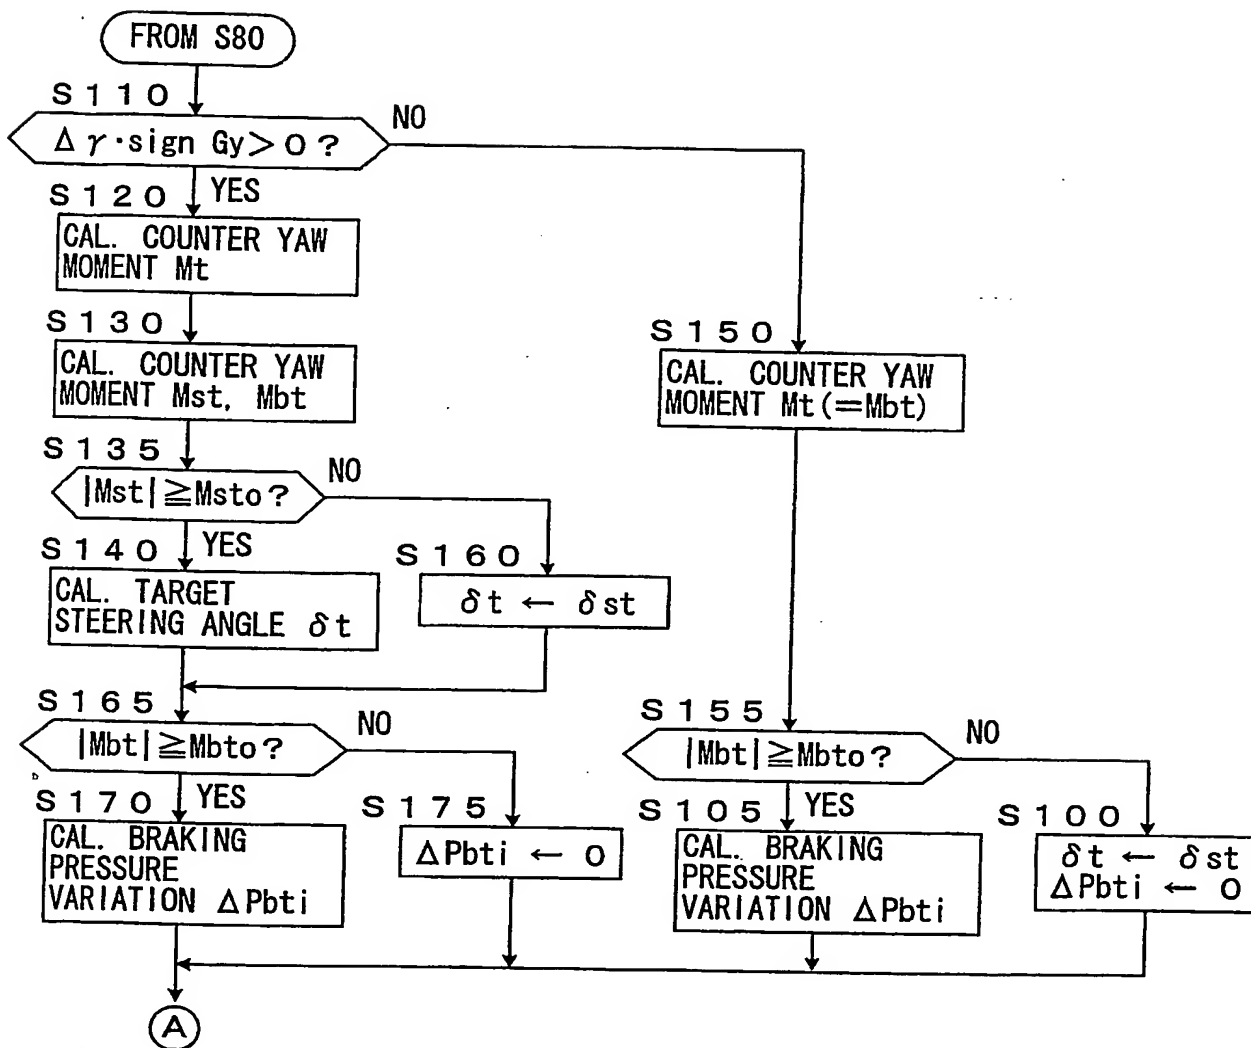 FROM S80
S110
NO
Δγ·sign Gy>0?
YES
S120
CAL. COUNTER YAW
MOMENT Mt
S130
CAL. COUNTER YAW
MOMENT Mst, Mbt
S150
CAL. COUNTER YAW
MOMENT Mt(=Mbt)
S135
NO
|Mst|≧Msto?
YES
S140
CAL. TARGET
STEERING ANGLE δt
S160
δt ← δst
S165
NO
|Mbt|≧Mbto?
YES
S155
NO
|Mbt|≧Mbto?
YES
S170
CAL. BRAKING
PRESSURE
VARIATION ΔPbti
S175
ΔPbti ← 0
S105
CAL. BRAKING
PRESSURE
VARIATION ΔPbti
S100
δt ← δst
ΔPbti ← 0
A